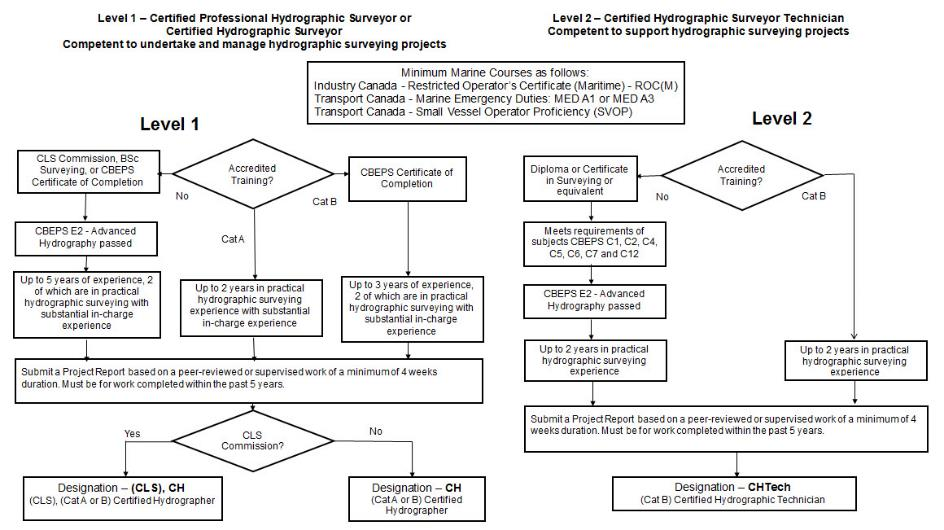 Level 1 – Certified Professional Hydrographic Surveyor or
Certified Hydrographic Surveyor
Competent to undertake and manage hydrographic surveying projects
Level 2 – Certified Hydrographic Surveyor Technician
Competent to support hydrographic surveying projects
Minimum Marine Courses as follows:
Industry Canada - Restricted Operator's Certificate (Maritime) - ROC(M)
Transport Canada - Marine Emergency Duties: MED A1 or MED A3
Transport Canada - Small Vessel Operator Proficiency (SVOP)
Level 1
CLS Commission, BSc
Surveying, or CBEPS
Certificate of Completion
Accredited
Training?
CBEPS Certificate of
Completion
No
Cat B
Cat A
CBEPS E2 - Advanced
Hydrography passed
Up to 5 years of experience, 2
of which are in practical
hydrographic surveying with
substantial in-charge
experience
Up to 2 years in practical
hydrographic surveying
experience with substantial
in-charge experience
Up to 3 years of experience,
2 of which are in practical
hydrographic surveying with
substantial in-charge
experience
Submit a Project Report based on a peer-reviewed or supervised work of a minimum of 4 weeks
duration. Must be for work completed within the past 5 years.
CLS
Commission?
Yes
No
Designation – (CLS), CH
(CLS), (Cat A or B) Certified Hydrographer
Designation – CH
(Cat A or B) Certified
Hydrographer
Level 2
Diploma or Certificate
in Surveying or
equivalent
Accredited
Training?
No
Cat B
Meets requirements of
subjects CBEPS C1, C2, C4,
C5, C6, C7 and C12
CBEPS E2 - Advanced
Hydrography passed
Up to 2 years in practical
hydrographic surveying
experience
Up to 2 years in practical
hydrographic surveying
experience
Submit a Project Report based on a peer-reviewed or supervised work of a minimum of 4
weeks duration. Must be for work completed within the past 5 years.
Designation – CHTech
(Cat B) Certified Hydrographic Technician